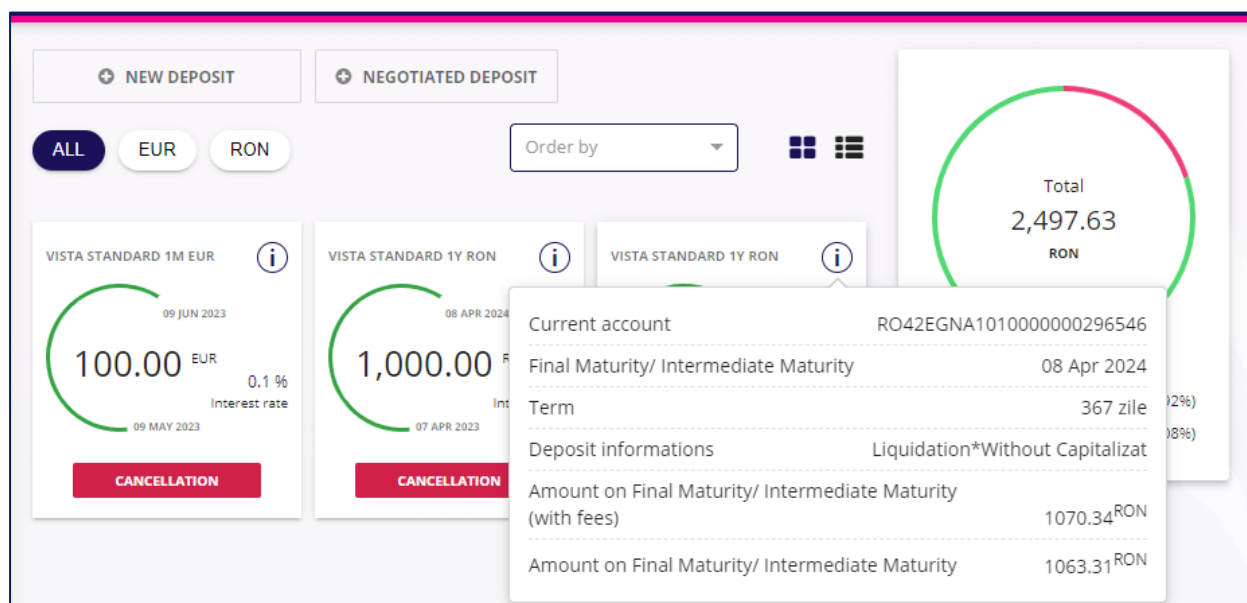 NEW DEPOSIT
NEGOTIATED DEPOSIT
ALL
EUR
RON
Order by
Total
2,497.63
RON
VISTA STANDARD 1M EUR
i
09 JUN 2023
100.00 EUR
0.1 %
Interest rate
09 MAY 2023
CANCELLATION
VISTA STANDARD 1Y RON
i
08 APR 2024
1,000.00
07 APR 2023
CANCELLATION
VISTA STANDARD 1Y RON
i
Current account RO42EGNA1010000000296546
Final Maturity/ Intermediate Maturity 08 Apr 2024
Term 367 zile
Deposit informations Liquidation*Without Capitalizat
Amount on Final Maturity/ Intermediate Maturity
(with fees) 1070.34 RON
Amount on Final Maturity/ Intermediate Maturity 1063.31 RON